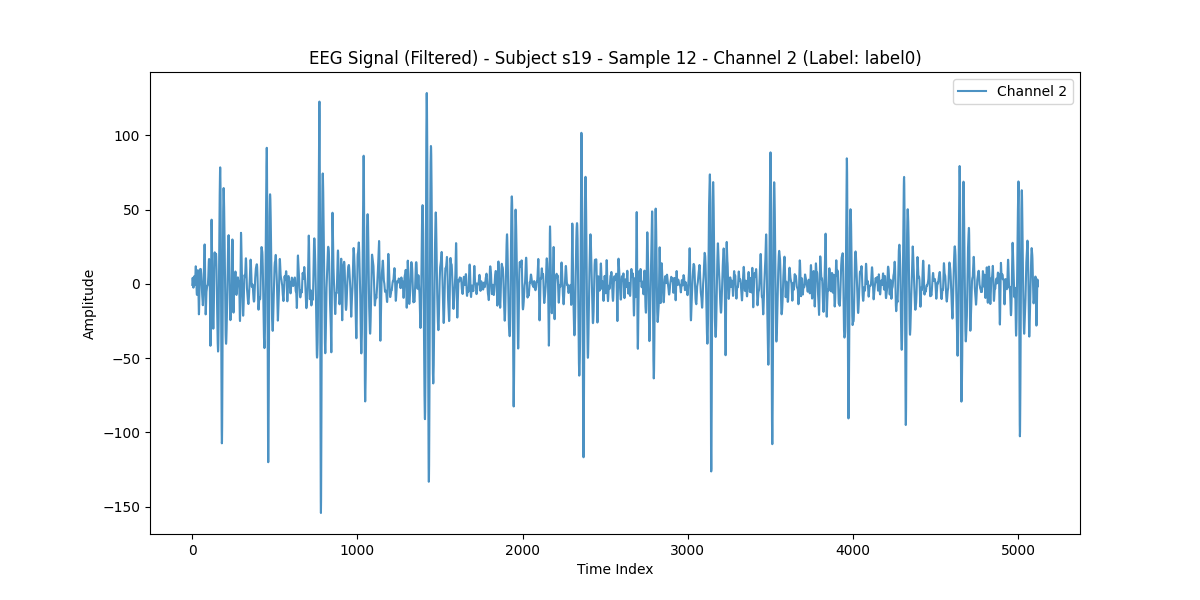 EEG Signal (Filtered) - Subject s19 - Sample 12 - Channel 2 (Label: label0)
Channel 2
100
50
0
−50
−100
−150
Amplitude
0 1000 2000 3000 4000 5000
Time Index